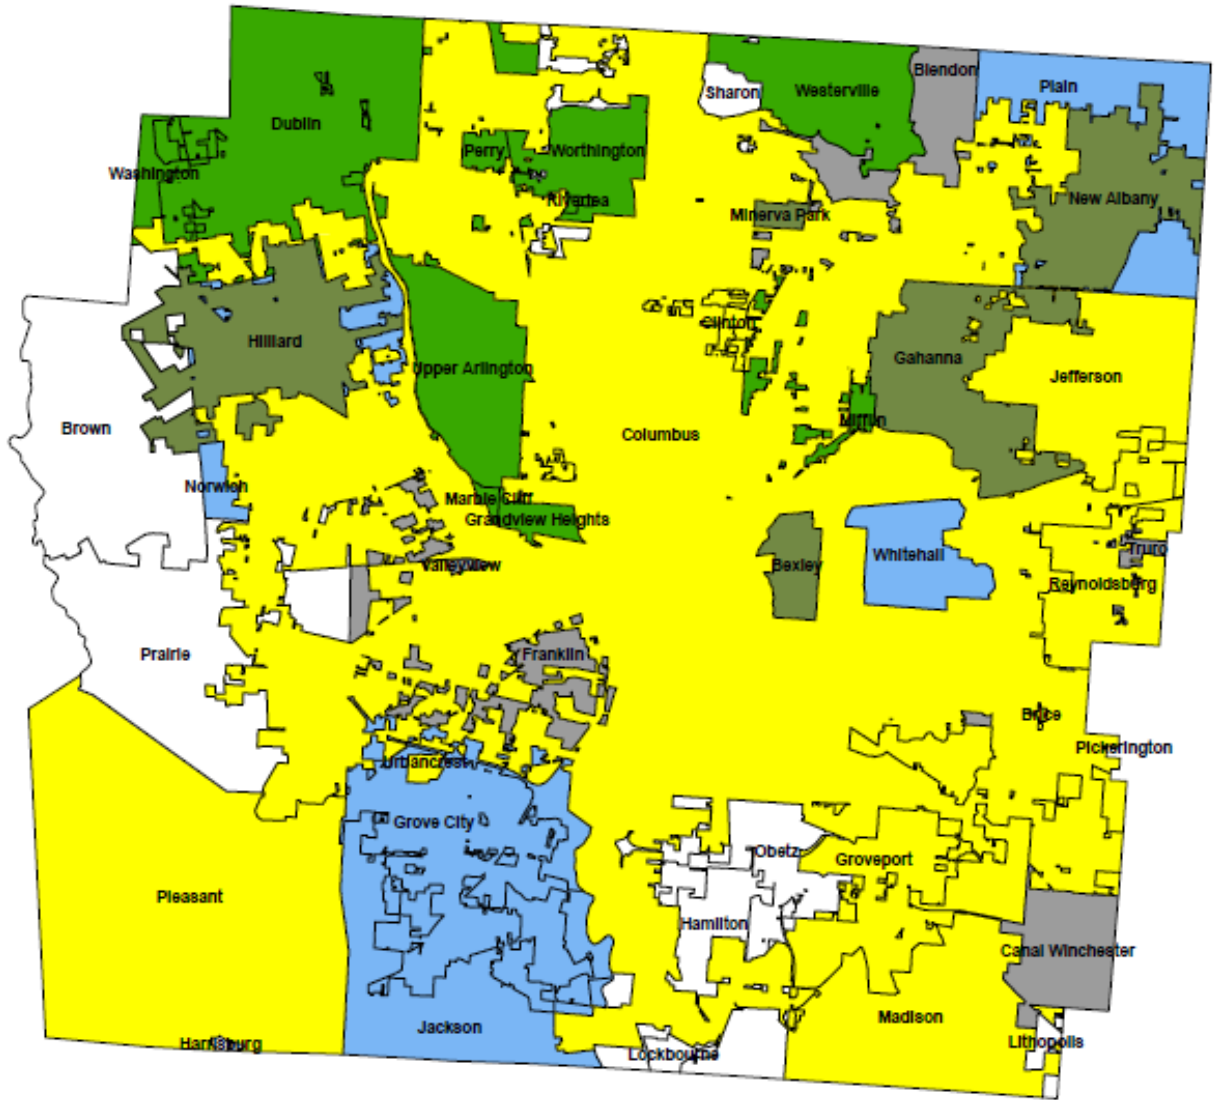 Blendon
Plain
Sharon
Westerville
Dublin
Perry
Worthington
Washington
Riverlea
New Albany
Minerva Park
Clinton
Hilliard
Gahanna
Upper Arlington
Jefferson
Mifflin
Brown
Columbus
Norwich
Marble Cliff
Grandview Heights
Truro
Whitehall
Valleyview
Bexley
Reynoldsberg
Prairie
Franklin
Brice
Pickerington
Urbancrest
Grove City
Obetz
Groveport
Pleasant
Hamilton
Canal Winchester
Madison
Jackson
Harrisburg
Lithopolis
Lockbourne